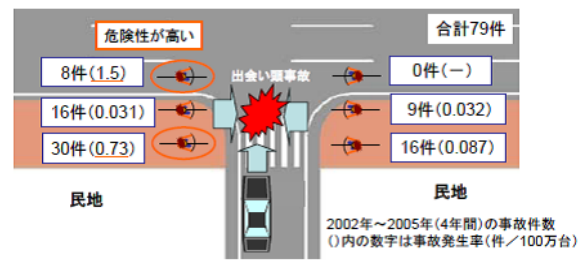 合計79件
危険性が高い
8件(1.5)
出会い頭事故
0件(－)
16件(0.031)
9件(0.032)
30件(0.73)
16件(0.087)
民地
民地
2002年～2005年(4年間)の事故件数
()内の数字は事故発生率(件／100万台)